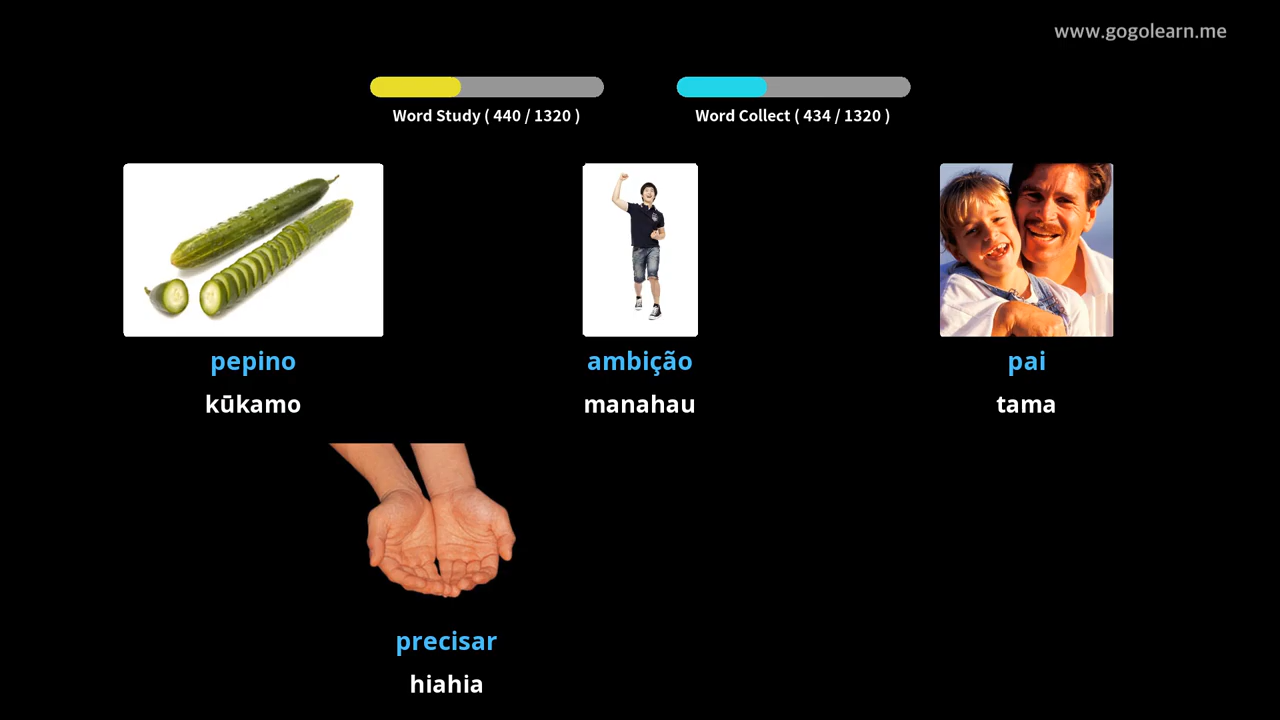 www.gogolearn.me
Word Study ( 440 / 1320 )
Word Collect ( 434 / 1320 )
pepino
kūkamo
ambição
manahau
pai
tama
precisar
hiahia